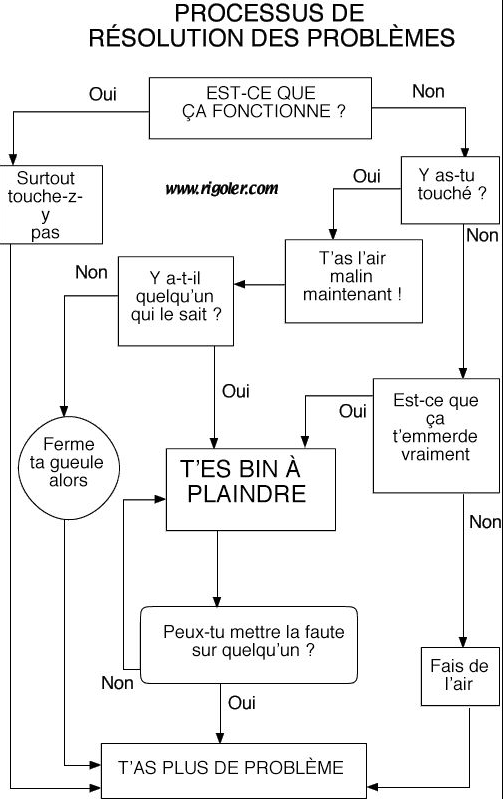 PROCESSUS DE
RÉSOLUTION DES PROBLÈMES
EST-CE QUE
ÇA FONCTIONNE ?
Oui
Non
Surtout
touche-z-
y
pas
www.rigoler.com
Y as-tu
touché ?
Oui
Non
T'as l'air
malin
maintenant !
Y a-t-il
quelqu'un
qui le sait ?
Non
Oui
Est-ce que
ça
t'emmerde
vraiment
Oui
Non
Ferme
ta gueule
alors
T'ES BIN À
PLAINDRE
Peux-tu mettre la faute
sur quelqu'un ?
Non
Oui
Fais de
l'air
T'AS PLUS DE PROBLÈME